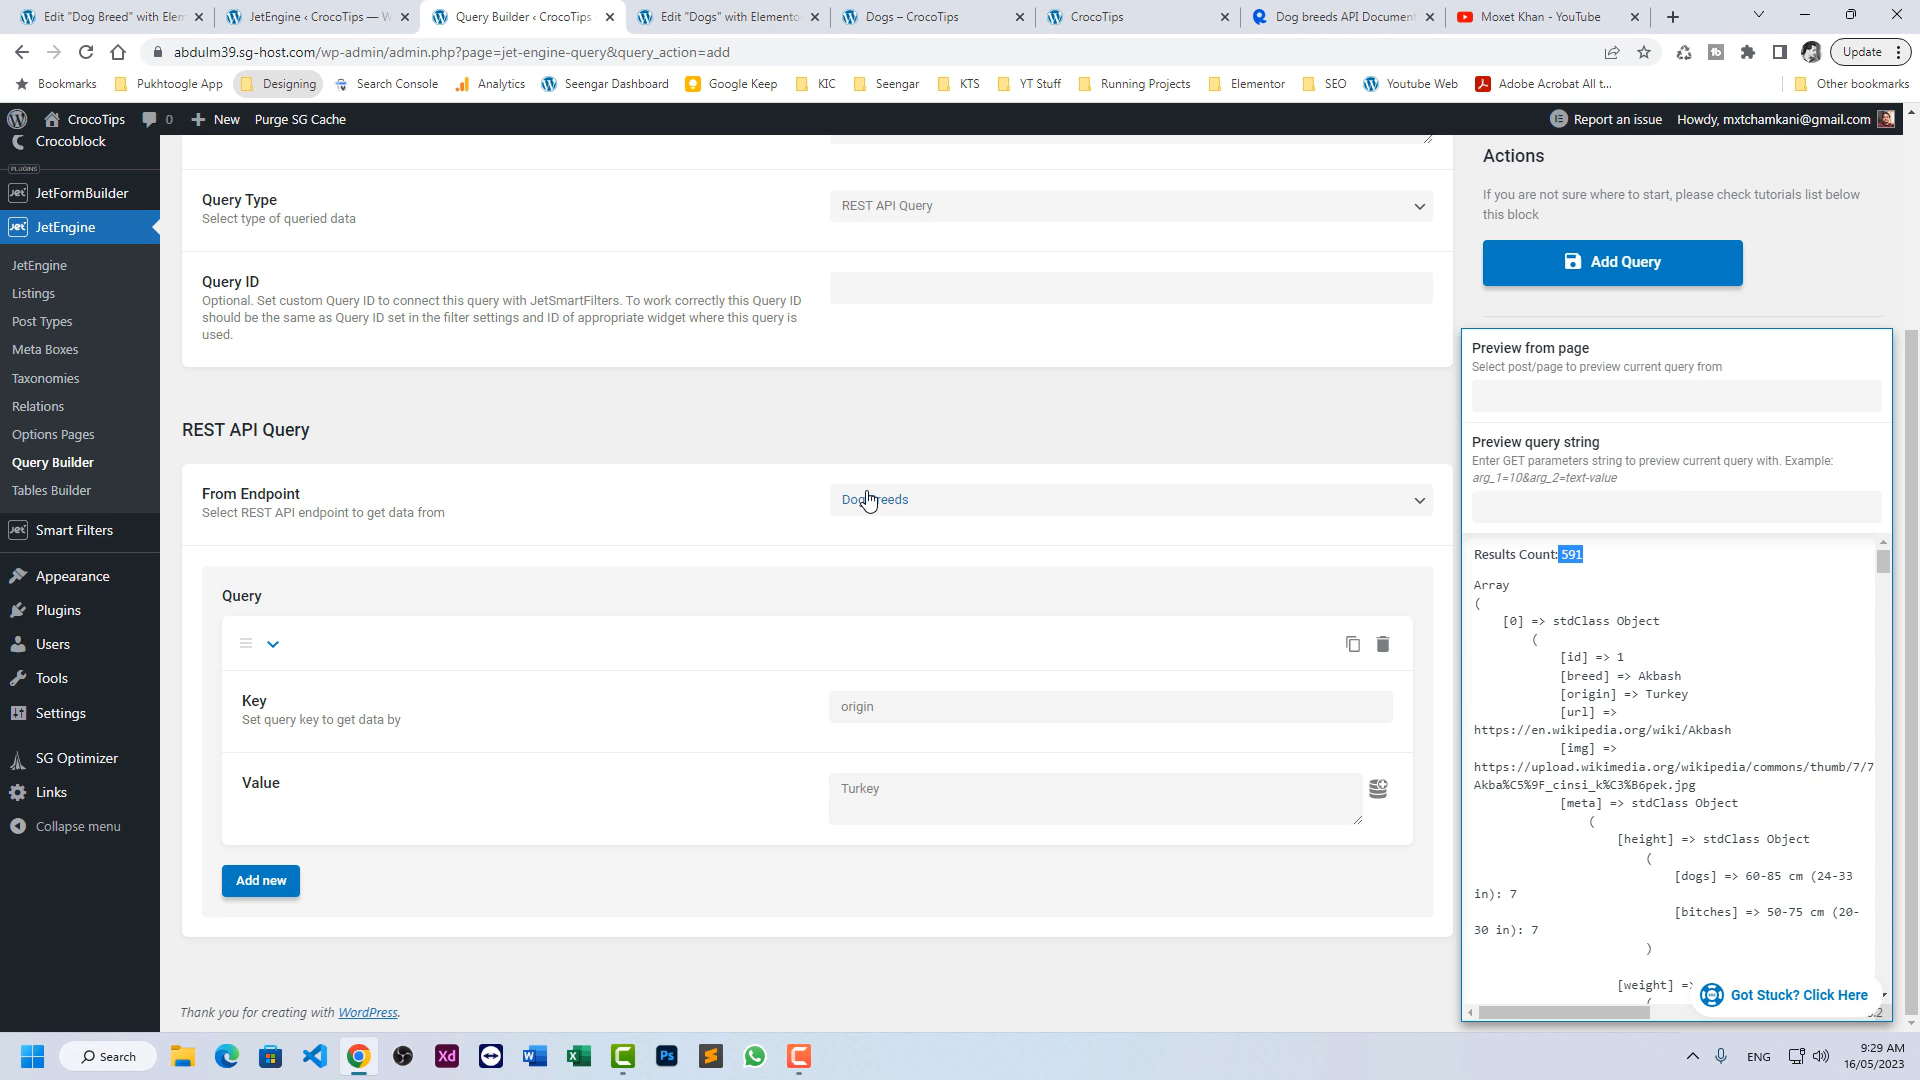 Edit "Dog Breed" with Elem
JetEngine ‹ CrocoTips — W
Query Builder ‹ CrocoTips
Edit "Dogs" with Elemento
Dogs – CrocoTips
CrocoTips
Dog breeds API Document
Moxet Khan - YouTube
abdulm39.sg-host.com/wp-admin/admin.php?page=jet-engine-query&query_action=add
Update
Bookmarks
Pukhtoogle App
Designing
Search Console
Analytics
Seengar Dashboard
Google Keep
KIC
Seengar
KTS
YT Stuff
Running Projects
Elementor
SEO
Youtube Web
Adobe Acrobat All t...
Other bookmarks
CrocoTips
0
New
Purge SG Cache
Report an issue
Howdy, mxtchamkani@gmail.com
Crocoblock
PLUGINS
JetFormBuilder
JetEngine
JetEngine
Listings
Post Types
Meta Boxes
Taxonomies
Relations
Options Pages
Query Builder
Tables Builder
Smart Filters
Appearance
Plugins
Users
Tools
Settings
SG Optimizer
Links
Collapse menu
Query Type
Select type of queried data
REST API Query
Query ID
Optional. Set custom Query ID to connect this query with JetSmartFilters. To work correctly this Query ID
should be the same as Query ID set in the filter settings and ID of appropriate widget where this query is
used.
REST API Query
From Endpoint
Select REST API endpoint to get data from
Query
Key
Set query key to get data by
origin
Value
Turkey
Add new
Thank you for creating with WordPress.
Actions
If you are not sure where to start, please check tutorials list below
this block
Add Query
Preview from page
Select post/page to preview current query from
Preview query string
Enter GET parameters string to preview current query with. Example:
arg_1=10&arg_2=text-value
Results Count: 591
Array
(
[0] => stdClass Object
(
[id] => 1
[breed] => Akbash
[origin] => Turkey
[url] =>
https://en.wikipedia.org/wiki/Akbash
[img] =>
https://upload.wikimedia.org/wikipedia/commons/thumb/7/7
Akba%C5%9F_cinsi_k%C3%B6pek.jpg
[meta] => stdClass Object
(
[height] => stdClass Object
(
[dogs] => 60-85 cm (24-33
in): 7
[bitches] => 50-75 cm (20-
30 in): 7
)
[weight] =>
(
Got Stuck? Click Here
Search
ENG
9:29 AM
16/05/2023